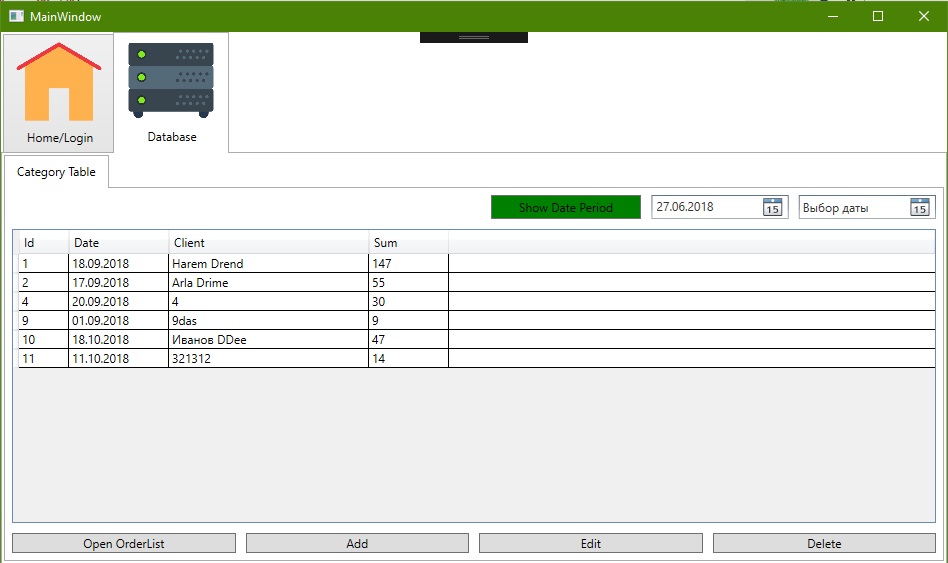 MainWindow
Home/Login
Database
Category Table
Show Date Period 27.06.2018 15 Выбор даты 15
Id Date Client Sum
1 18.09.2018 Harem Drend 147
2 17.09.2018 Arla Drime 55
4 20.09.2018 4 30
9 01.09.2018 9das 9
10 18.10.2018 Иванов DDee 47
11 11.10.2018 321312 14
Open OrderList Add Edit Delete